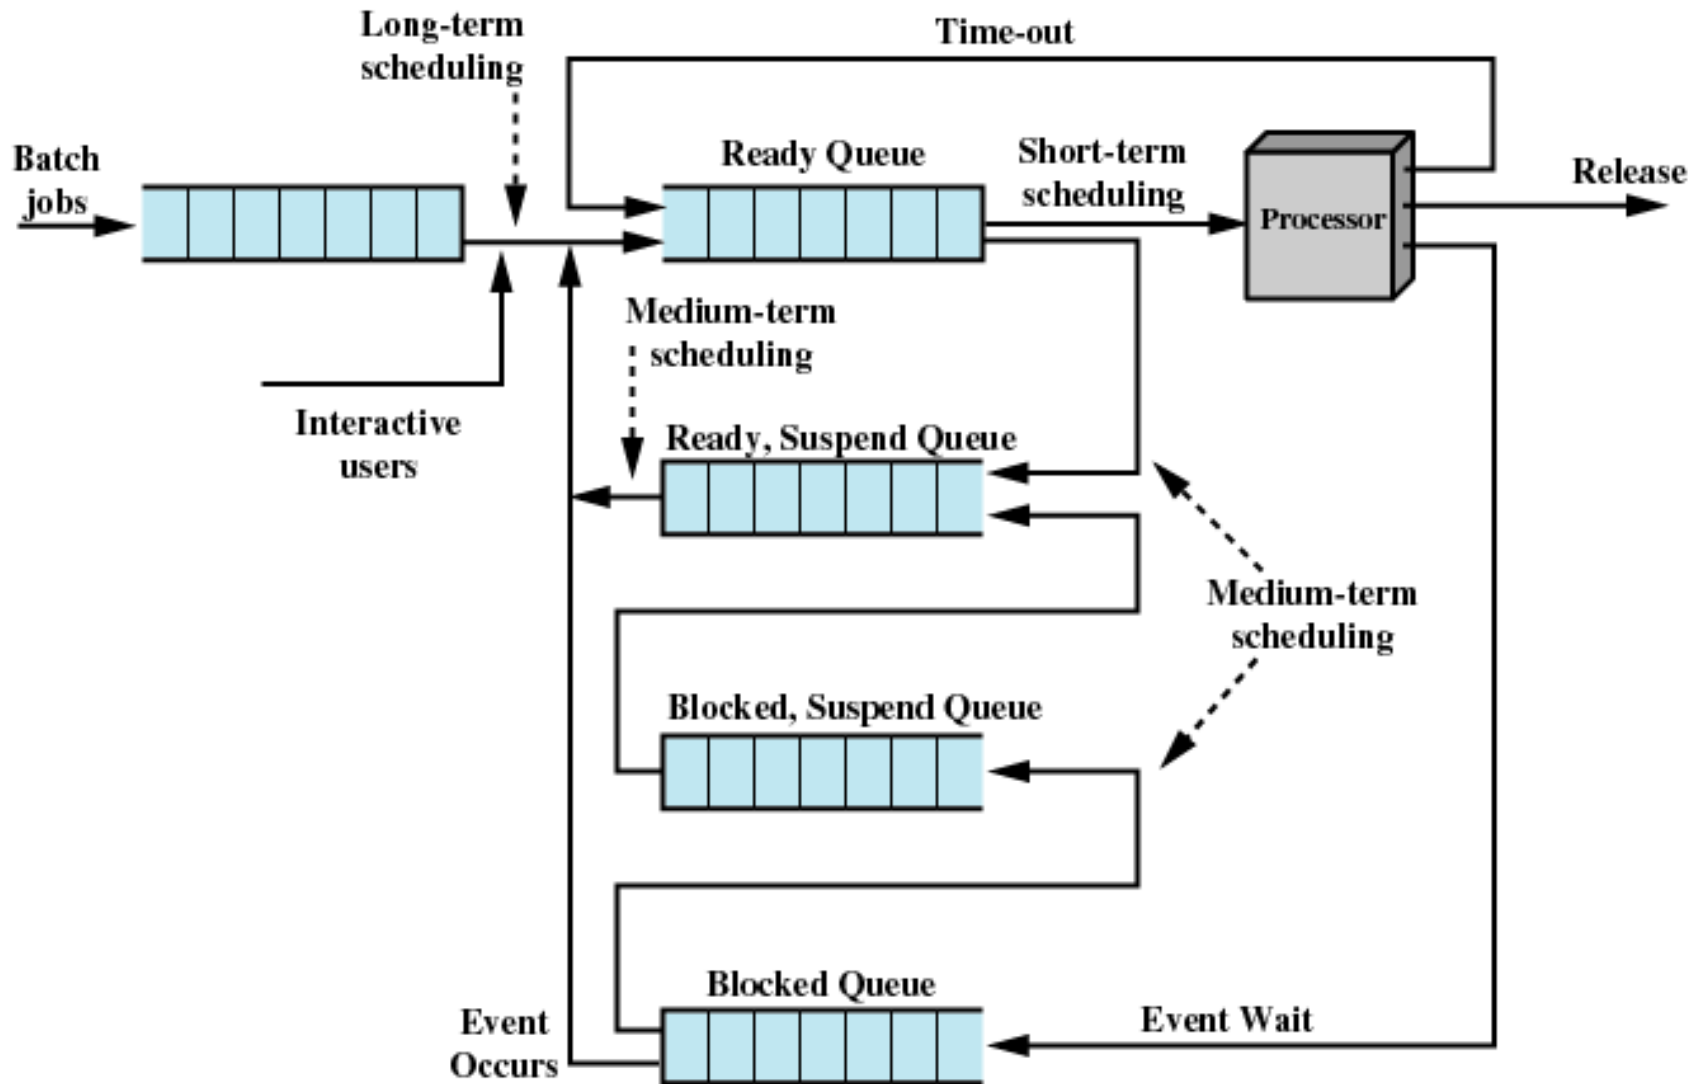 Long-term
scheduling
Time-out
Batch
jobs
Ready Queue
Short-term
scheduling
Processor
Release
Medium-term
scheduling
Interactive
users
Ready, Suspend Queue
Medium-term
scheduling
Blocked, Suspend Queue
Blocked Queue
Event
Occurs
Event Wait